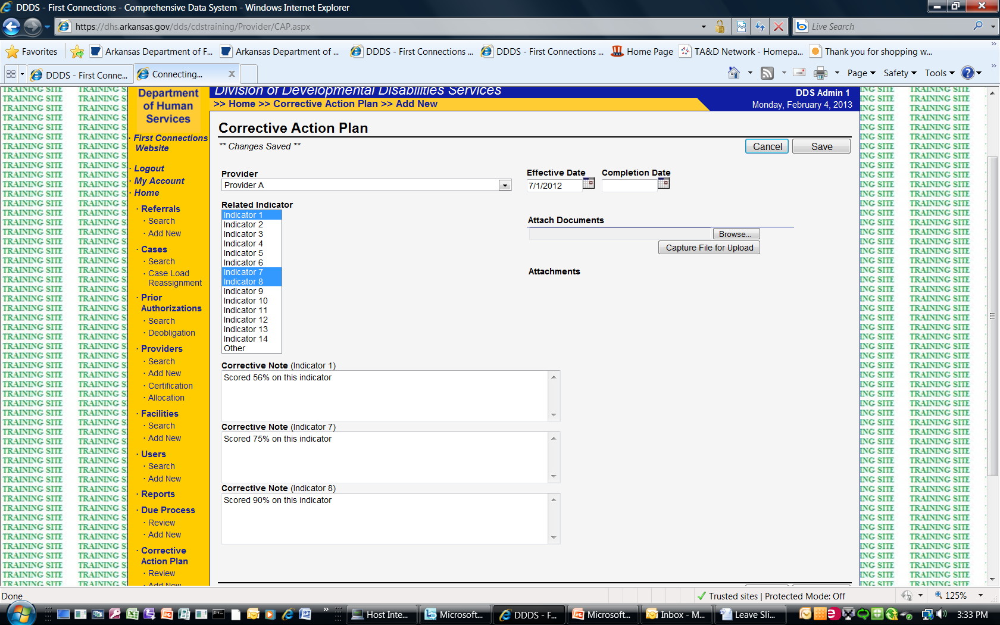 DDDS - First Connections - Comprehensive Data System - Windows Internet Explorer
https://dhs.arkansas.gov/dds/cdstraining/Provider/CAP.aspx
Live Search
Favorites
Arkansas Department of F...
Arkansas Department of ...
DDDS - First Connections ...
DDDS - First Connections ...
Home Page
TA&D Network - Homepa...
Thank you for shopping w...
DDDS - First Conne...
Connecting...
Page
Safety
Tools
Department
of Human
Services
First Connections
Website
Logout
My Account
Home
Referrals
Search
Add New
Cases
Search
Case Load
Reassignment
Prior
Authorizations
Search
Deobligation
Providers
Search
Add New
Certification
Allocation
Facilities
Search
Add New
Users
Search
Add New
Reports
Due Process
Review
Add New
Corrective
Action Plan
Review
Add New
Division of Developmental Disabilities Services
DDS Admin 1
>> Home >> Corrective Action Plan >> Add New
Monday, February 4, 2013
Corrective Action Plan
** Changes Saved **
Cancel
Save
Provider
Provider A
Effective Date
7/1/2012
Completion Date
Related Indicator
Indicator 1
Indicator 2
Indicator 3
Indicator 4
Indicator 5
Indicator 6
Indicator 7
Indicator 8
Indicator 9
Indicator 10
Indicator 11
Indicator 12
Indicator 13
Indicator 14
Other
Attach Documents
Browse...
Capture File for Upload
Attachments
Corrective Note (Indicator 1)
Scored 56% on this indicator
Corrective Note (Indicator 7)
Scored 75% on this indicator
Corrective Note (Indicator 8)
Scored 90% on this indicator
TRAINING SITE TRAINING SITE
Done
Trusted sites | Protected Mode: Off
125%
Host Inte...
Microsoft...
DDDS - F...
Microsoft...
Inbox - M...
Leave Sli...
3:33 PM